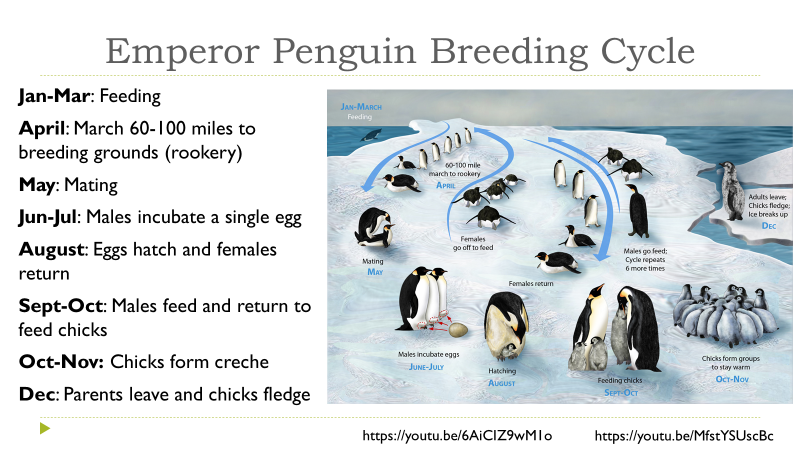 Emperor Penguin Breeding Cycle
Jan-Mar: Feeding
April: March 60-100 miles to
breeding grounds (rookery)
May: Mating
Jun-Jul: Males incubate a single egg
August: Eggs hatch and females
return
Sept-Oct: Males feed and return to
feed chicks
Oct-Nov: Chicks form creche
Dec: Parents leave and chicks fledge
JAN-MARCH
Feeding
60-100 mile
march to rookery
APRIL
Females
go off to feed
Mating
MAY
Adults leave;
Chicks fledge;
Ice breaks up
DEC
Males go feed;
Cycle repeats
6 more times
Females return
Males incubate eggs
JUNE-JULY
Hatching
AUGUST
Feeding chicks
SEPT-OCT
Chicks form groups
to stay warm
OCT-NOV
https://youtu.be/6AiCIZ9wM1o
https://youtu.be/MfstYSUscBc